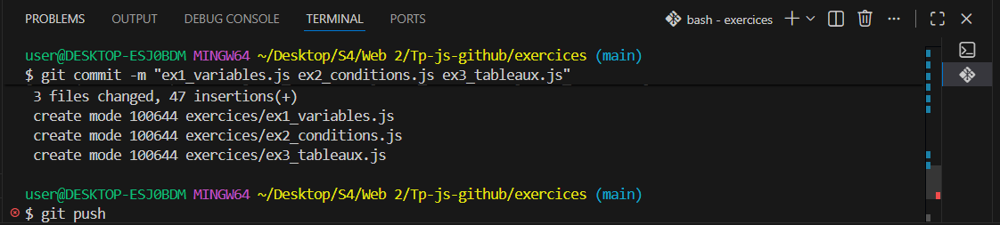 PROBLEMS OUTPUT DEBUG CONSOLE TERMINAL PORTS bash - exercices
user@DESKTOP-ESJ0BDM MINGW64 ~/Desktop/S4/Web 2/Tp-js-github/exercices (main)
$ git commit -m "ex1_variables.js ex2_conditions.js ex3_tableaux.js"
3 files changed, 47 insertions(+)
create mode 100644 exercices/ex1_variables.js
create mode 100644 exercices/ex2_conditions.js
create mode 100644 exercices/ex3_tableaux.js
user@DESKTOP-ESJ0BDM MINGW64 ~/Desktop/S4/Web 2/Tp-js-github/exercices (main)
$ git push